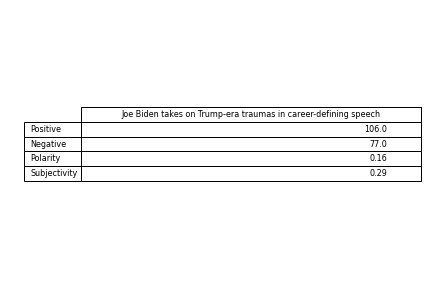 Joe Biden takes on Trump-era traumas in career-defining speech
Positive 106.0
Negative 77.0
Polarity 0.16
Subjectivity 0.29